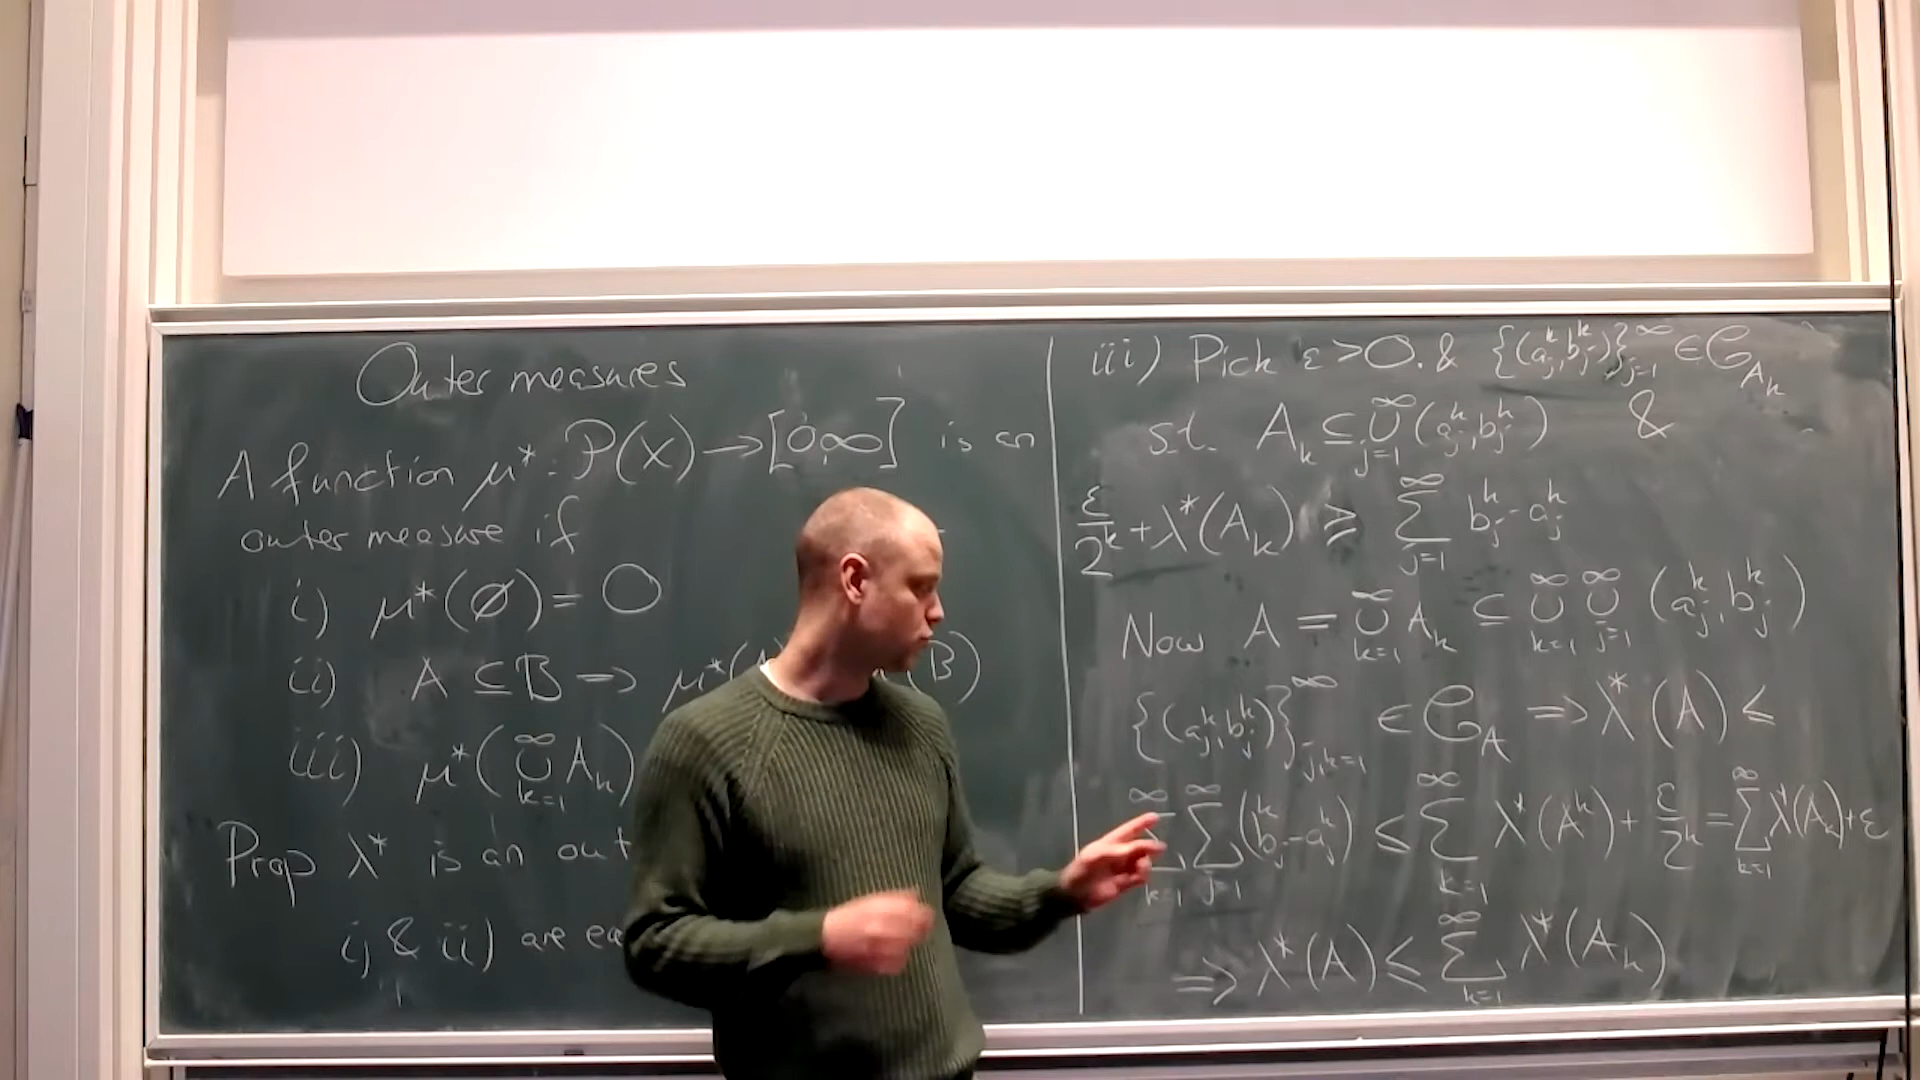 Outer measures
A function μ* : P(X) → [0,∞] is an
outer measure if
i) μ*(∅) = 0
ii) A ⊆ B ⇒ μ*( (B)
iii) μ*(∪_{k=1}^∞ A_k)
Prop λ* is an out
i) & ii) are ea
iii) Pick ε > 0. & {(a_j^k, b_j^k)}_{j=1}^∞ ∈ C_{A_k}
s.t. A_k ⊆ ∪_{j=1}^∞ (a_j^k, b_j^k) &
ε/2^k + λ*(A_k) ≥ ∑_{j=1}^∞ b_j^k - a_j^k
Now A = ∪_{k=1}^∞ A_k ⊆ ∪_{k=1}^∞ ∪_{j=1}^∞ (a_j^k, b_j^k)
{(a_j^k, b_j^k)}_{j,k=1}^∞ ∈ C_A ⇒ λ*(A) ≤
∑_{k=1}^∞ ∑_{j=1}^∞ (b_j^k - a_j^k) ≤ ∑_{k=1}^∞ λ*(A^k) + ε/2^k = ∑_{k=1}^∞ λ*(A_k) + ε
⇒ λ*(A) ≤ ∑_{k=1}^∞ λ*(A_k)